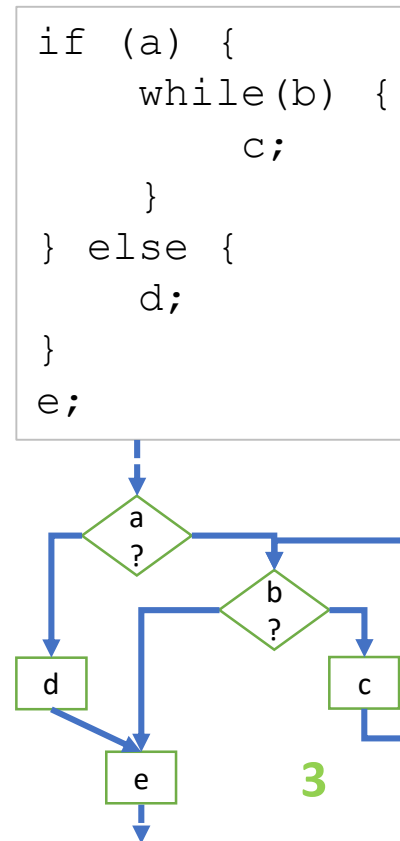 if (a) {
while(b) {
c;
}
} else {
d;
}
e;
a
?
b
?
d
c
e
3